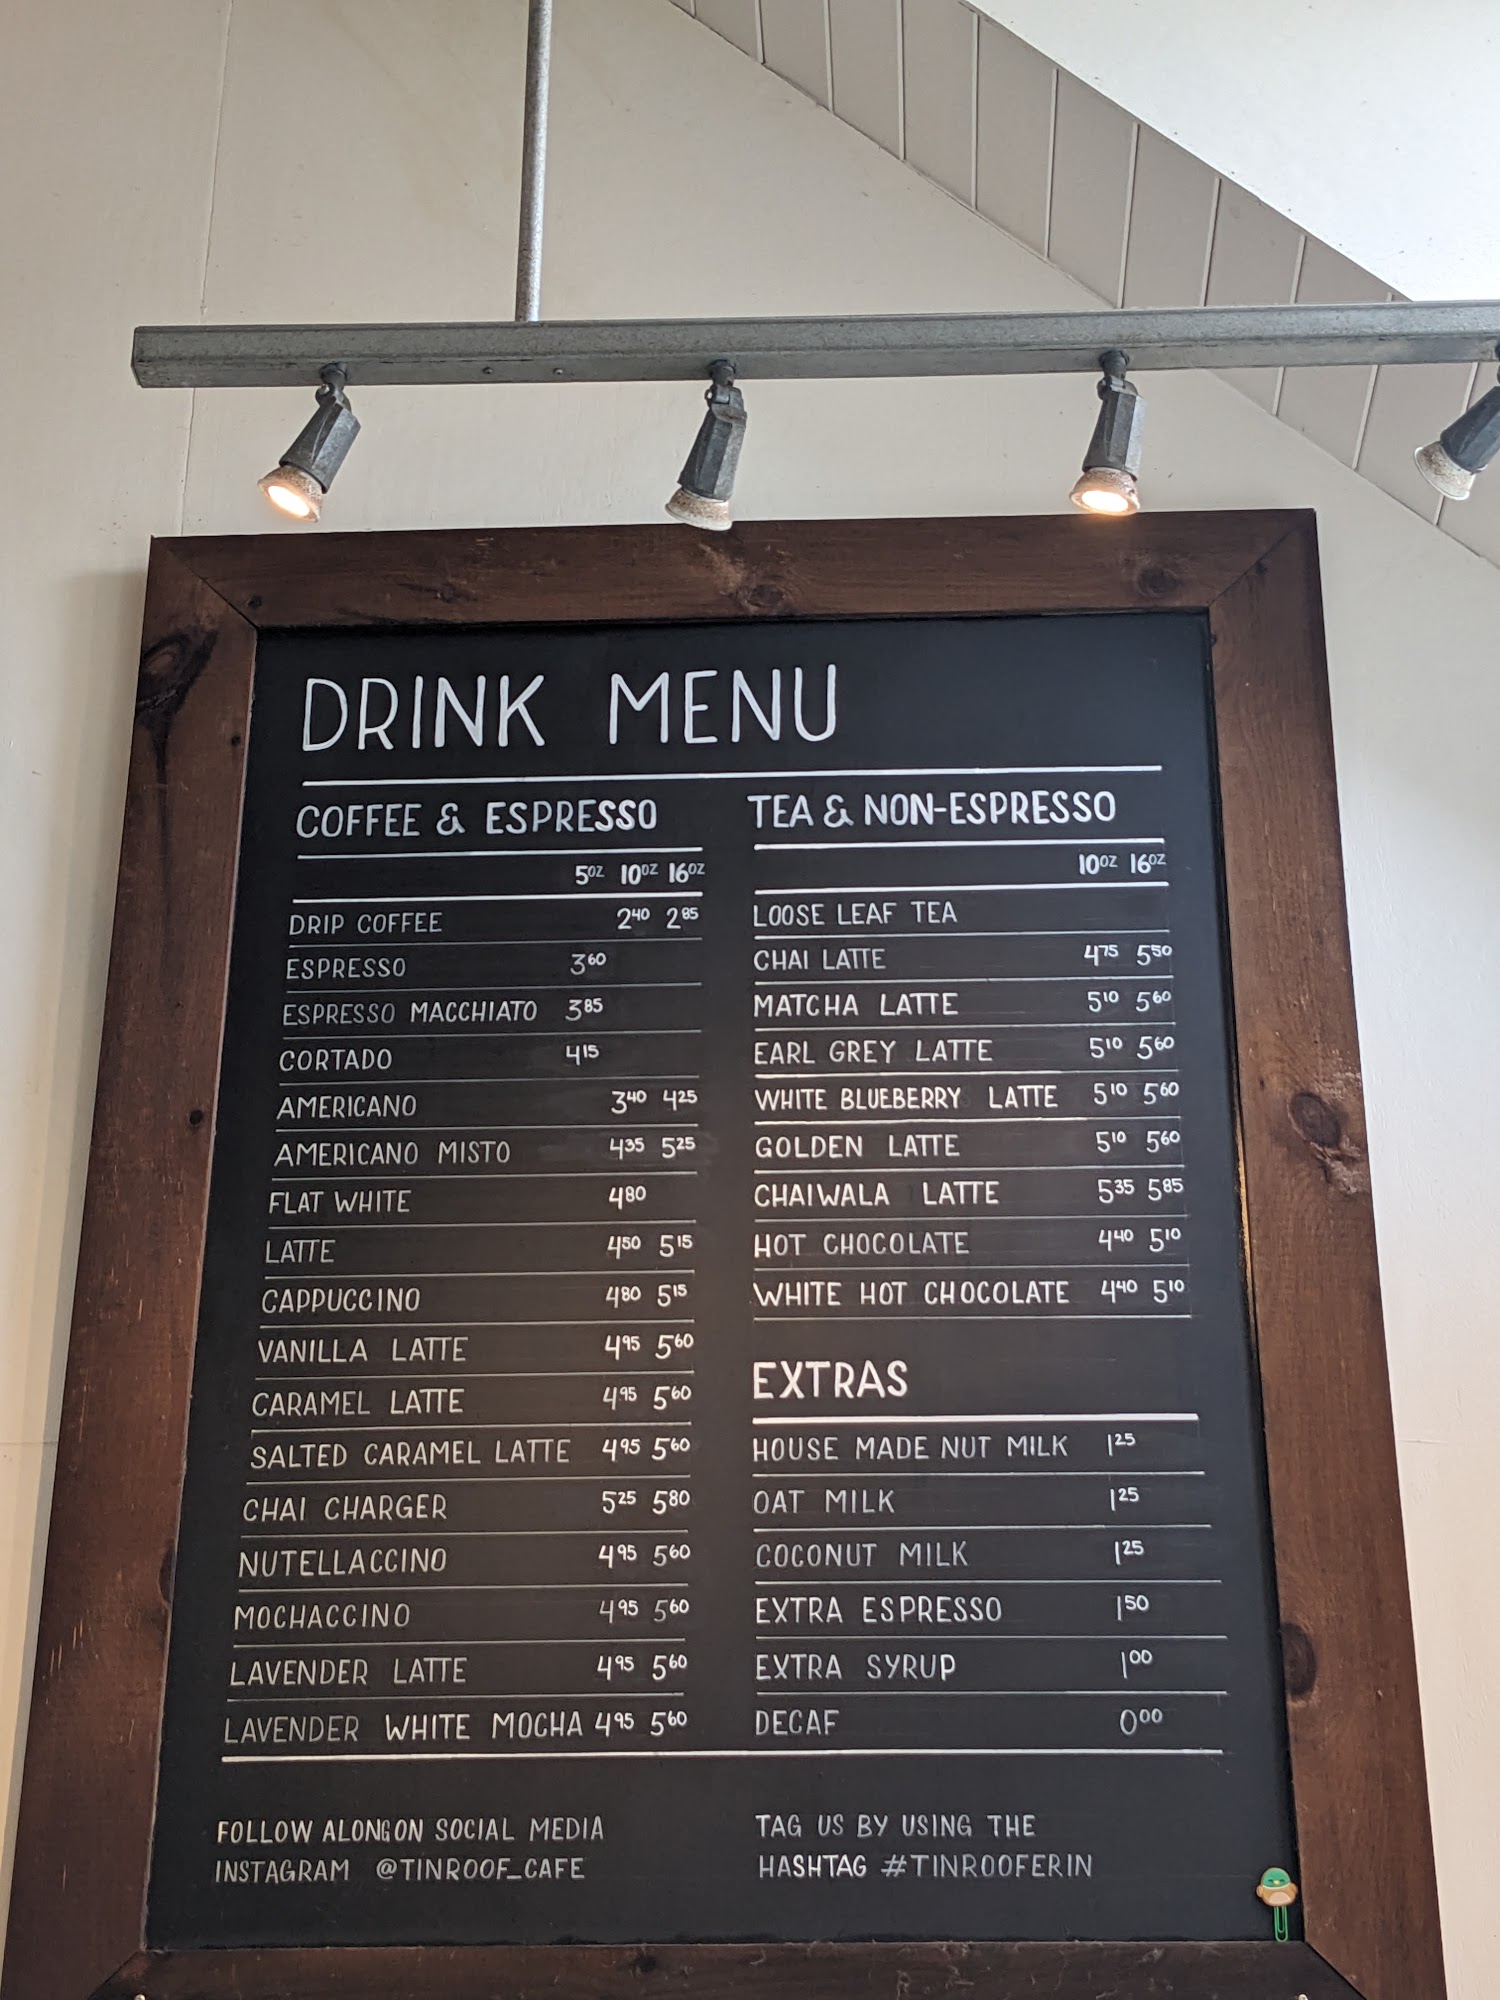 DRINK MENU
COFFEE & ESPRESSO
5OZ 10OZ 16OZ
DRIP COFFEE 240 285
ESPRESSO 360
ESPRESSO MACCHIATO 385
CORTADO 415
AMERICANO 340 425
AMERICANO MISTO 435 525
FLAT WHITE 480
LATTE 450 515
CAPPUCCINO 480 515
VANILLA LATTE 495 560
CARAMEL LATTE 495 560
SALTED CARAMEL LATTE 495 560
CHAI CHARGER 525 580
NUTELLACCINO 495 560
MOCHACCINO 495 560
LAVENDER LATTE 495 560
LAVENDER WHITE MOCHA 495 560
TEA & NON-ESPRESSO
10OZ 16OZ
LOOSE LEAF TEA
CHAI LATTE 475 550
MATCHA LATTE 510 560
EARL GREY LATTE 510 560
WHITE BLUEBERRY LATTE 510 560
GOLDEN LATTE 510 560
CHAIWALA LATTE 535 585
HOT CHOCOLATE 440 510
WHITE HOT CHOCOLATE 440 510
EXTRAS
HOUSE MADE NUT MILK 125
OAT MILK 125
COCONUT MILK 125
EXTRA ESPRESSO 150
EXTRA SYRUP 100
DECAF 000
FOLLOW ALONG ON SOCIAL MEDIA
INSTAGRAM @TINROOF_CAFE
TAG US BY USING THE
HASHTAG #TINROOFERIN